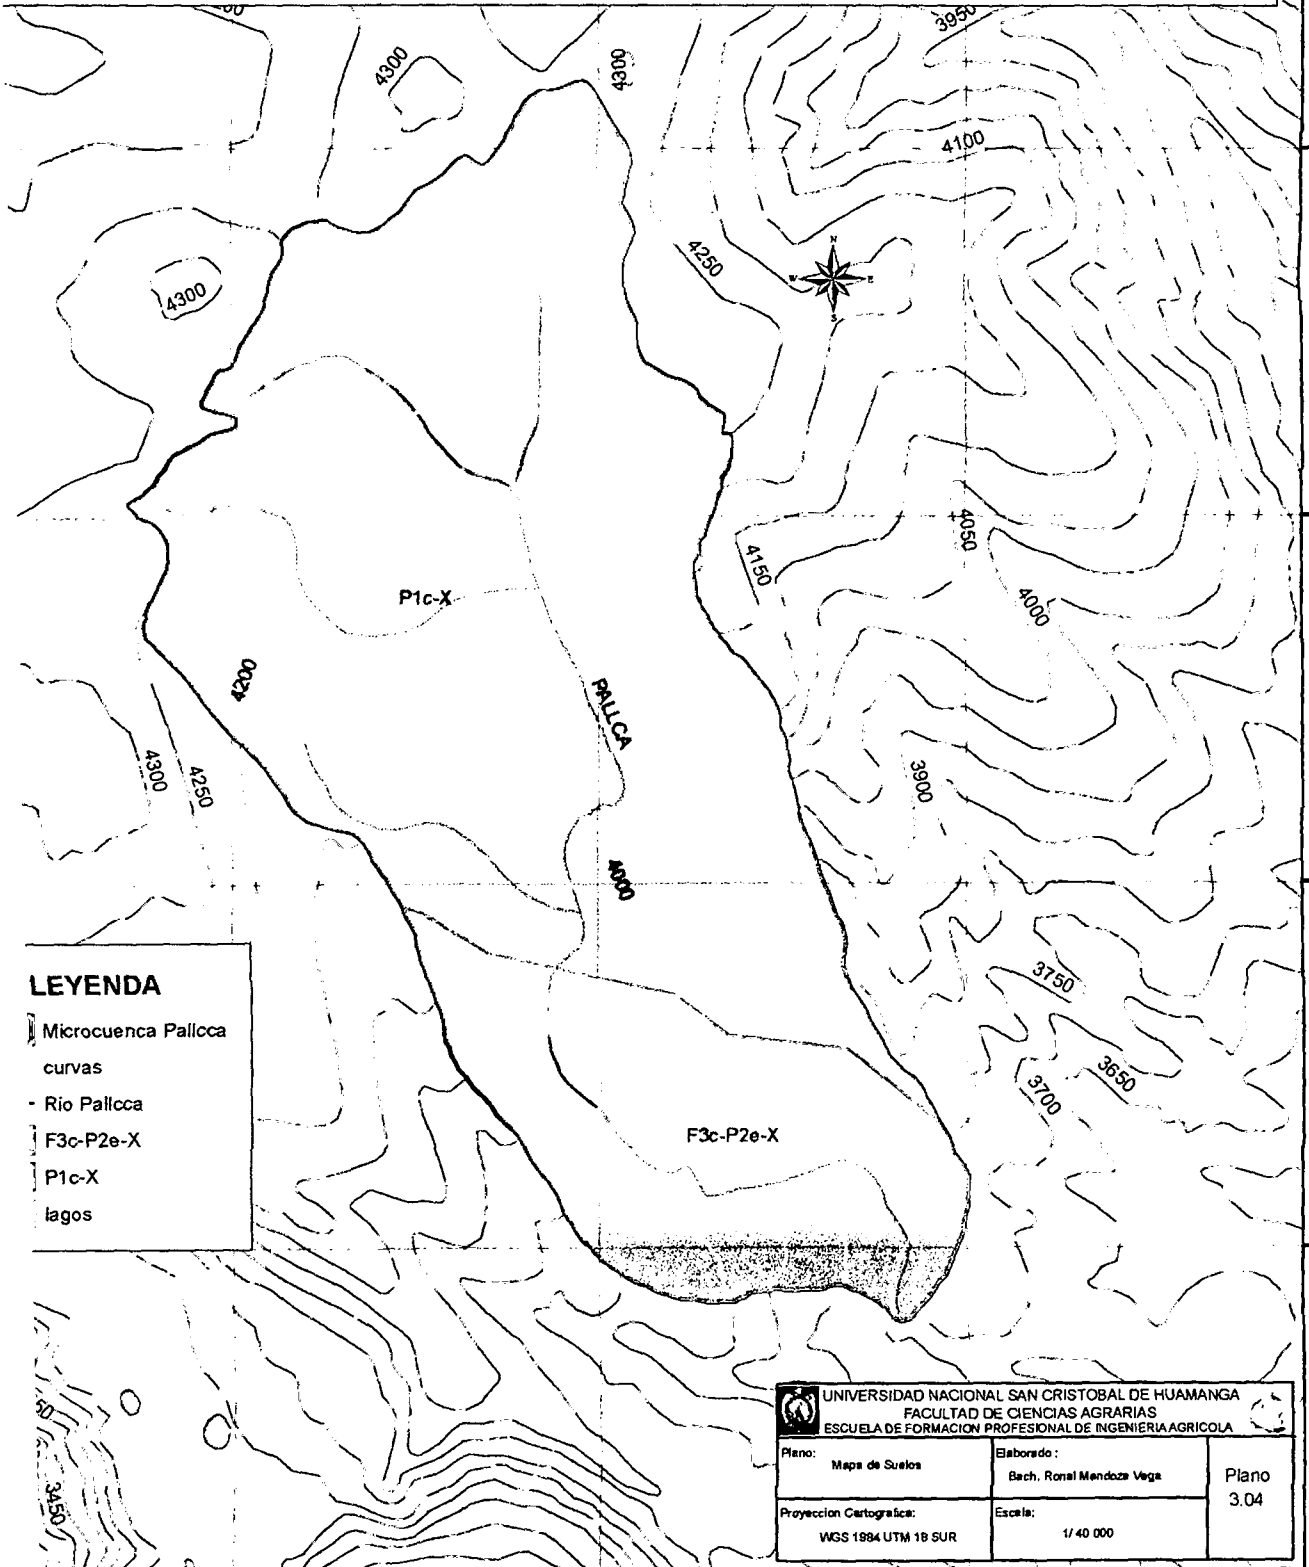 3950
4300
4300
4100
N
4250
W
E
S
4300
4050
4150
P1c-X
4000
4200
PALLCA
4300
4250
3900
4000
LEYENDA
Microcuenca Pallcca
curvas
Rio Pallcca
F3c-P2e-X
P1c-X
lagos
3750
3650
3700
F3c-P2e-X
3450
UNIVERSIDAD NACIONAL SAN CRISTOBAL DE HUAMANGA
FACULTAD DE CIENCIAS AGRARIAS
ESCUELA DE FORMACION PROFESIONAL DE INGENIERIA AGRICOLA
Plano:
Mapa de Suelos
Elaborado :
Bach. Ronal Mendoza Vega
Plano
3.04
Proyeccion Cartografica:
WGS 1984 UTM 18 SUR
Escala:
1/ 40 000